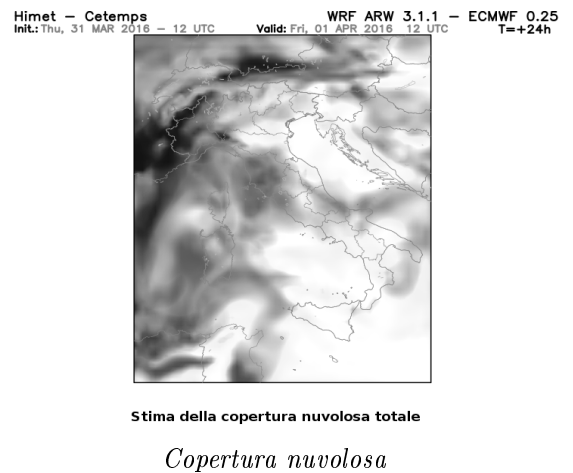 Himet – Cetemps WRF ARW 3.1.1 – ECMWF 0.25
Init.: Thu, 31 MAR 2016 – 12 UTC Valid: Fri, 01 APR 2016 12 UTC T=+24h
Stima della copertura nuvolosa totale
Copertura nuvolosa